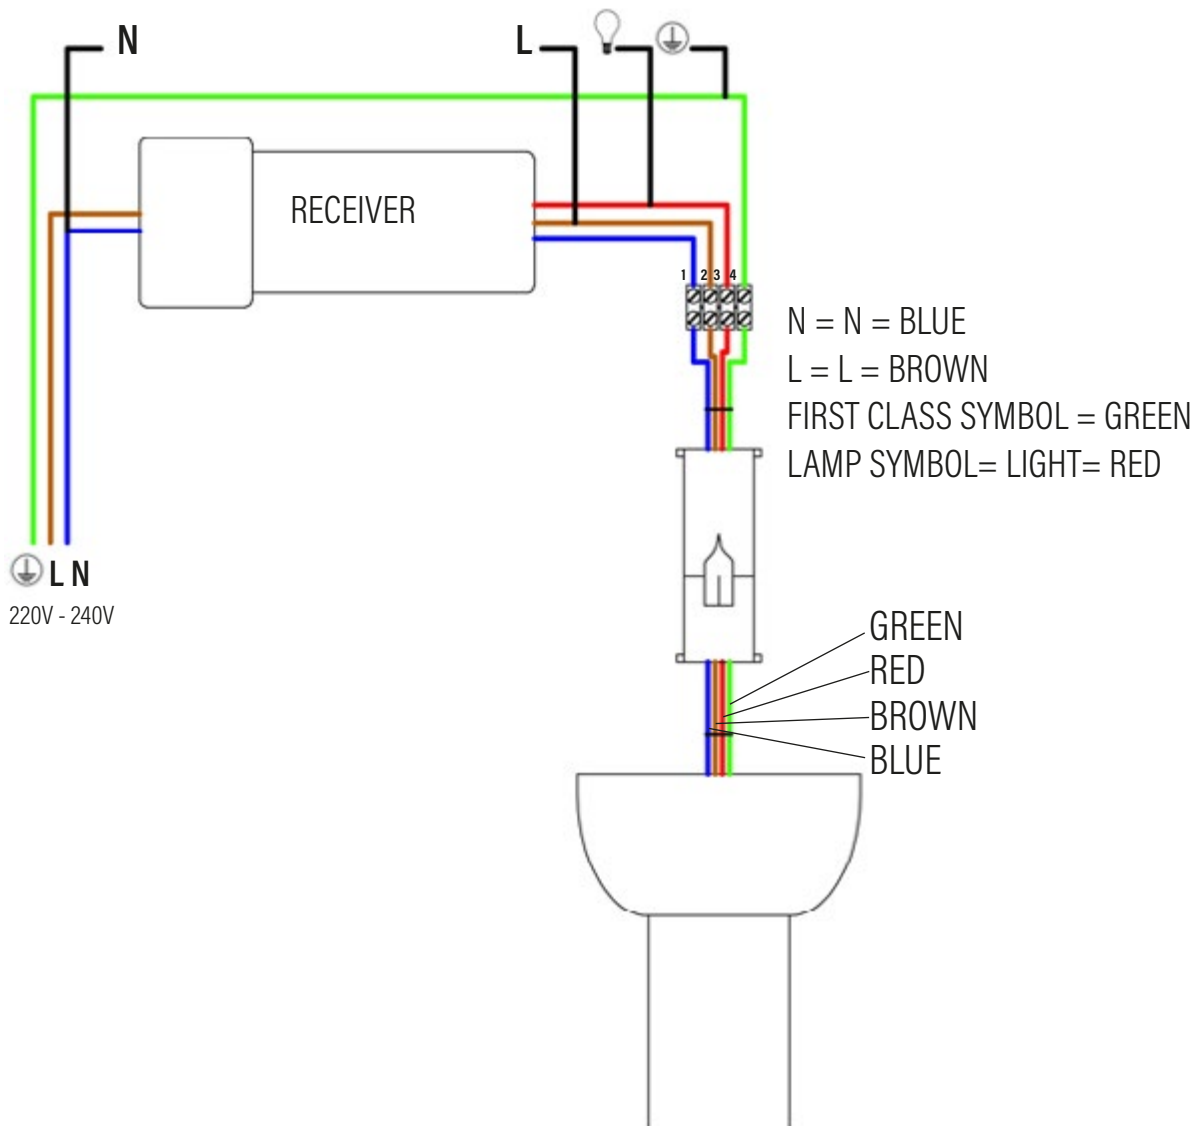 N
L
RECEIVER
1 2 3 4
N = N = BLUE
L = L = BROWN
FIRST CLASS SYMBOL = GREEN
LAMP SYMBOL= LIGHT= RED
L N
220V - 240V
GREEN
RED
BROWN
BLUE